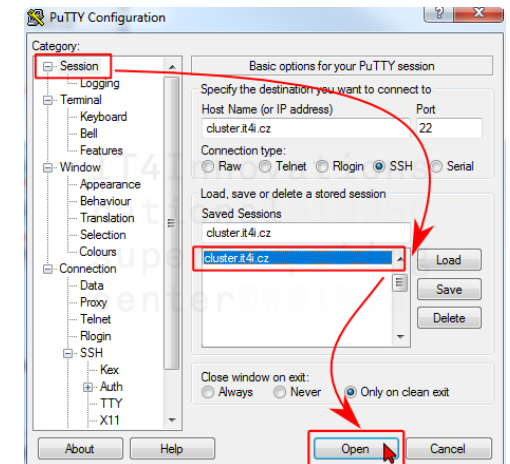 PuTTY Configuration
?
Category:
Session
Logging
Terminal
Keyboard
Bell
Features
Window
Appearance
Behaviour
Translation
Selection
Colours
Connection
Data
Proxy
Telnet
Rlogin
SSH
Kex
Auth
TTY
X11
Basic options for your PuTTY session
Specify the destination you want to connect to
Host Name (or IP address) Port
cluster.it4i.cz 22
Connection type:
Raw Telnet Rlogin SSH Serial
Load, save or delete a stored session
Saved Sessions
cluster.it4i.cz
cluster.it4i.cz
Load
Save
Delete
Close window on exit:
Always Never Only on clean exit
About Help Open Cancel